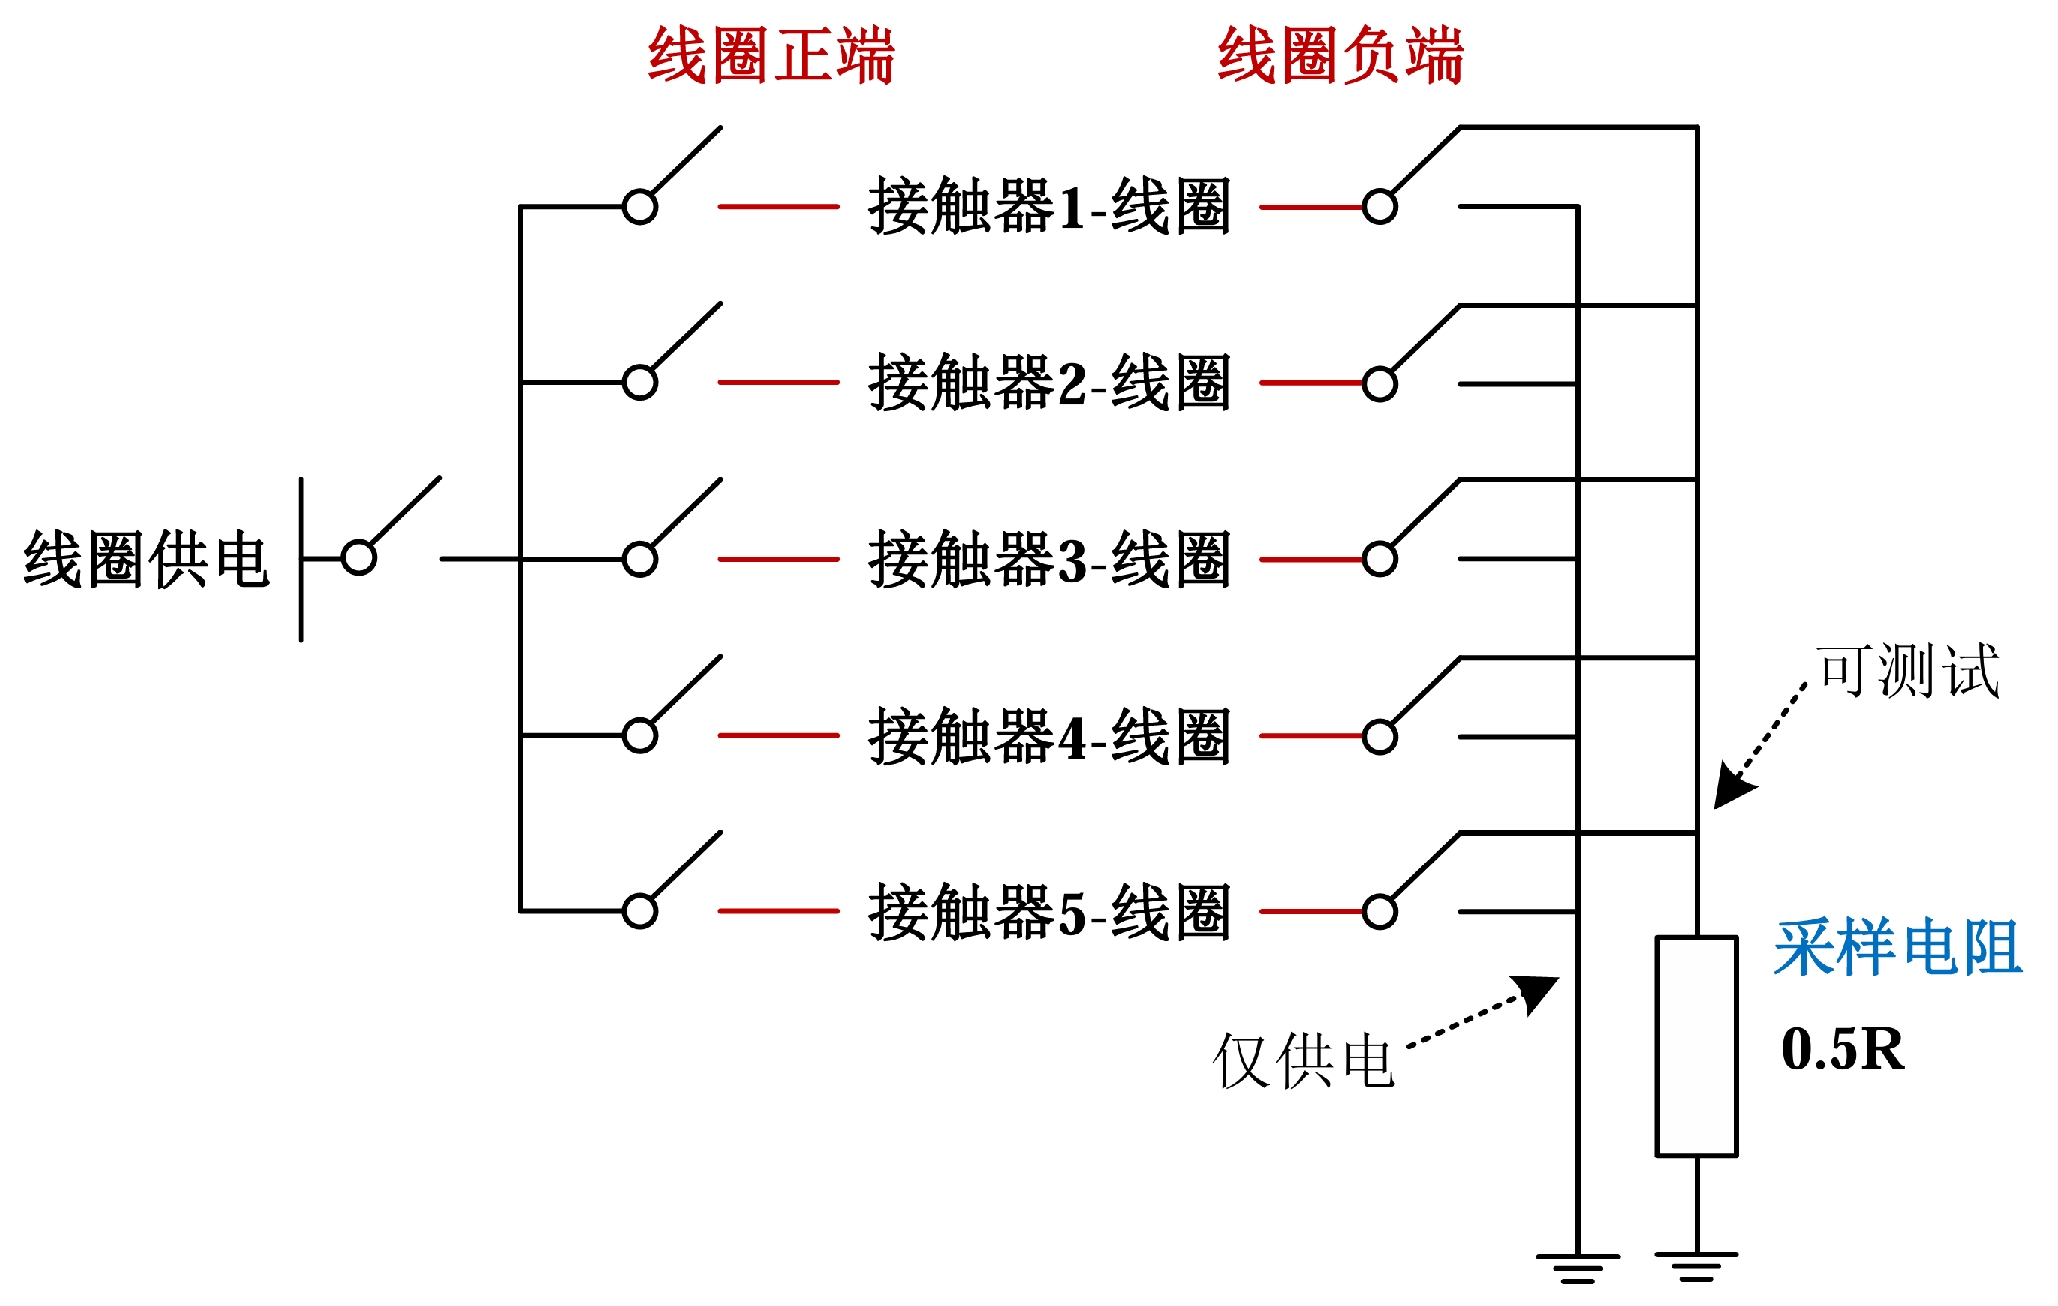 线圈正端
线圈负端
接触器1-线圈
接触器2-线圈
线圈供电
接触器3-线圈
可测试
接触器4-线圈
接触器5-线圈
采样电阻
仅供电
0.5R